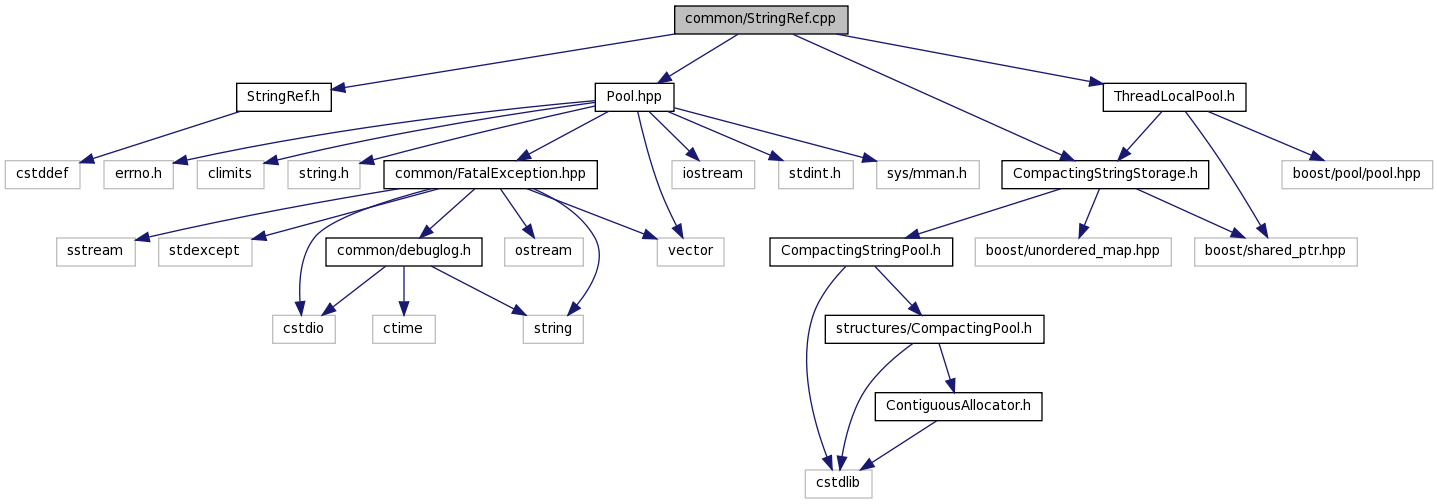 common/StringRef.cpp
StringRef.h
Pool.hpp
ThreadLocalPool.h
cstddef
errno.h
climits
string.h
common/FatalException.hpp
iostream
stdint.h
sys/mman.h
CompactingStringStorage.h
boost/pool/pool.hpp
sstream
stdexcept
common/debuglog.h
ostream
vector
CompactingStringPool.h
boost/unordered_map.hpp
boost/shared_ptr.hpp
cstdio
ctime
string
structures/CompactingPool.h
ContiguousAllocator.h
cstdlib